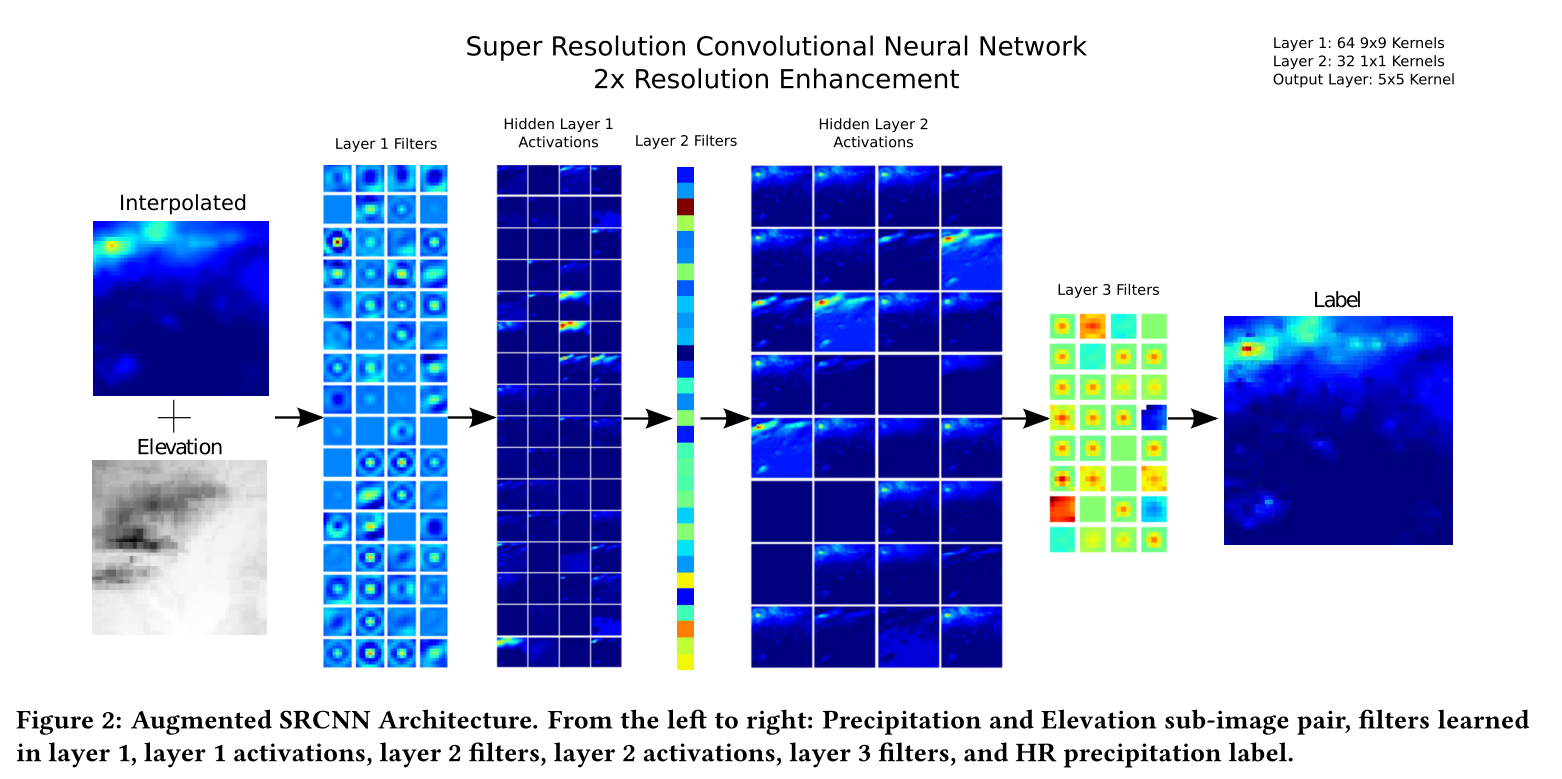 Super Resolution Convolutional Neural Network
2x Resolution Enhancement
Layer 1: 64 9x9 Kernels
Layer 2: 32 1x1 Kernels
Output Layer: 5x5 Kernel
Interpolated
Elevation
Layer 1 Filters
Hidden Layer 1
Activations
Layer 2 Filters
Hidden Layer 2
Activations
Layer 3 Filters
Label
Figure 2: Augmented SRCNN Architecture. From the left to right: Precipitation and Elevation sub-image pair, filters learned
in layer 1, layer 1 activations, layer 2 filters, layer 2 activations, layer 3 filters, and HR precipitation label.